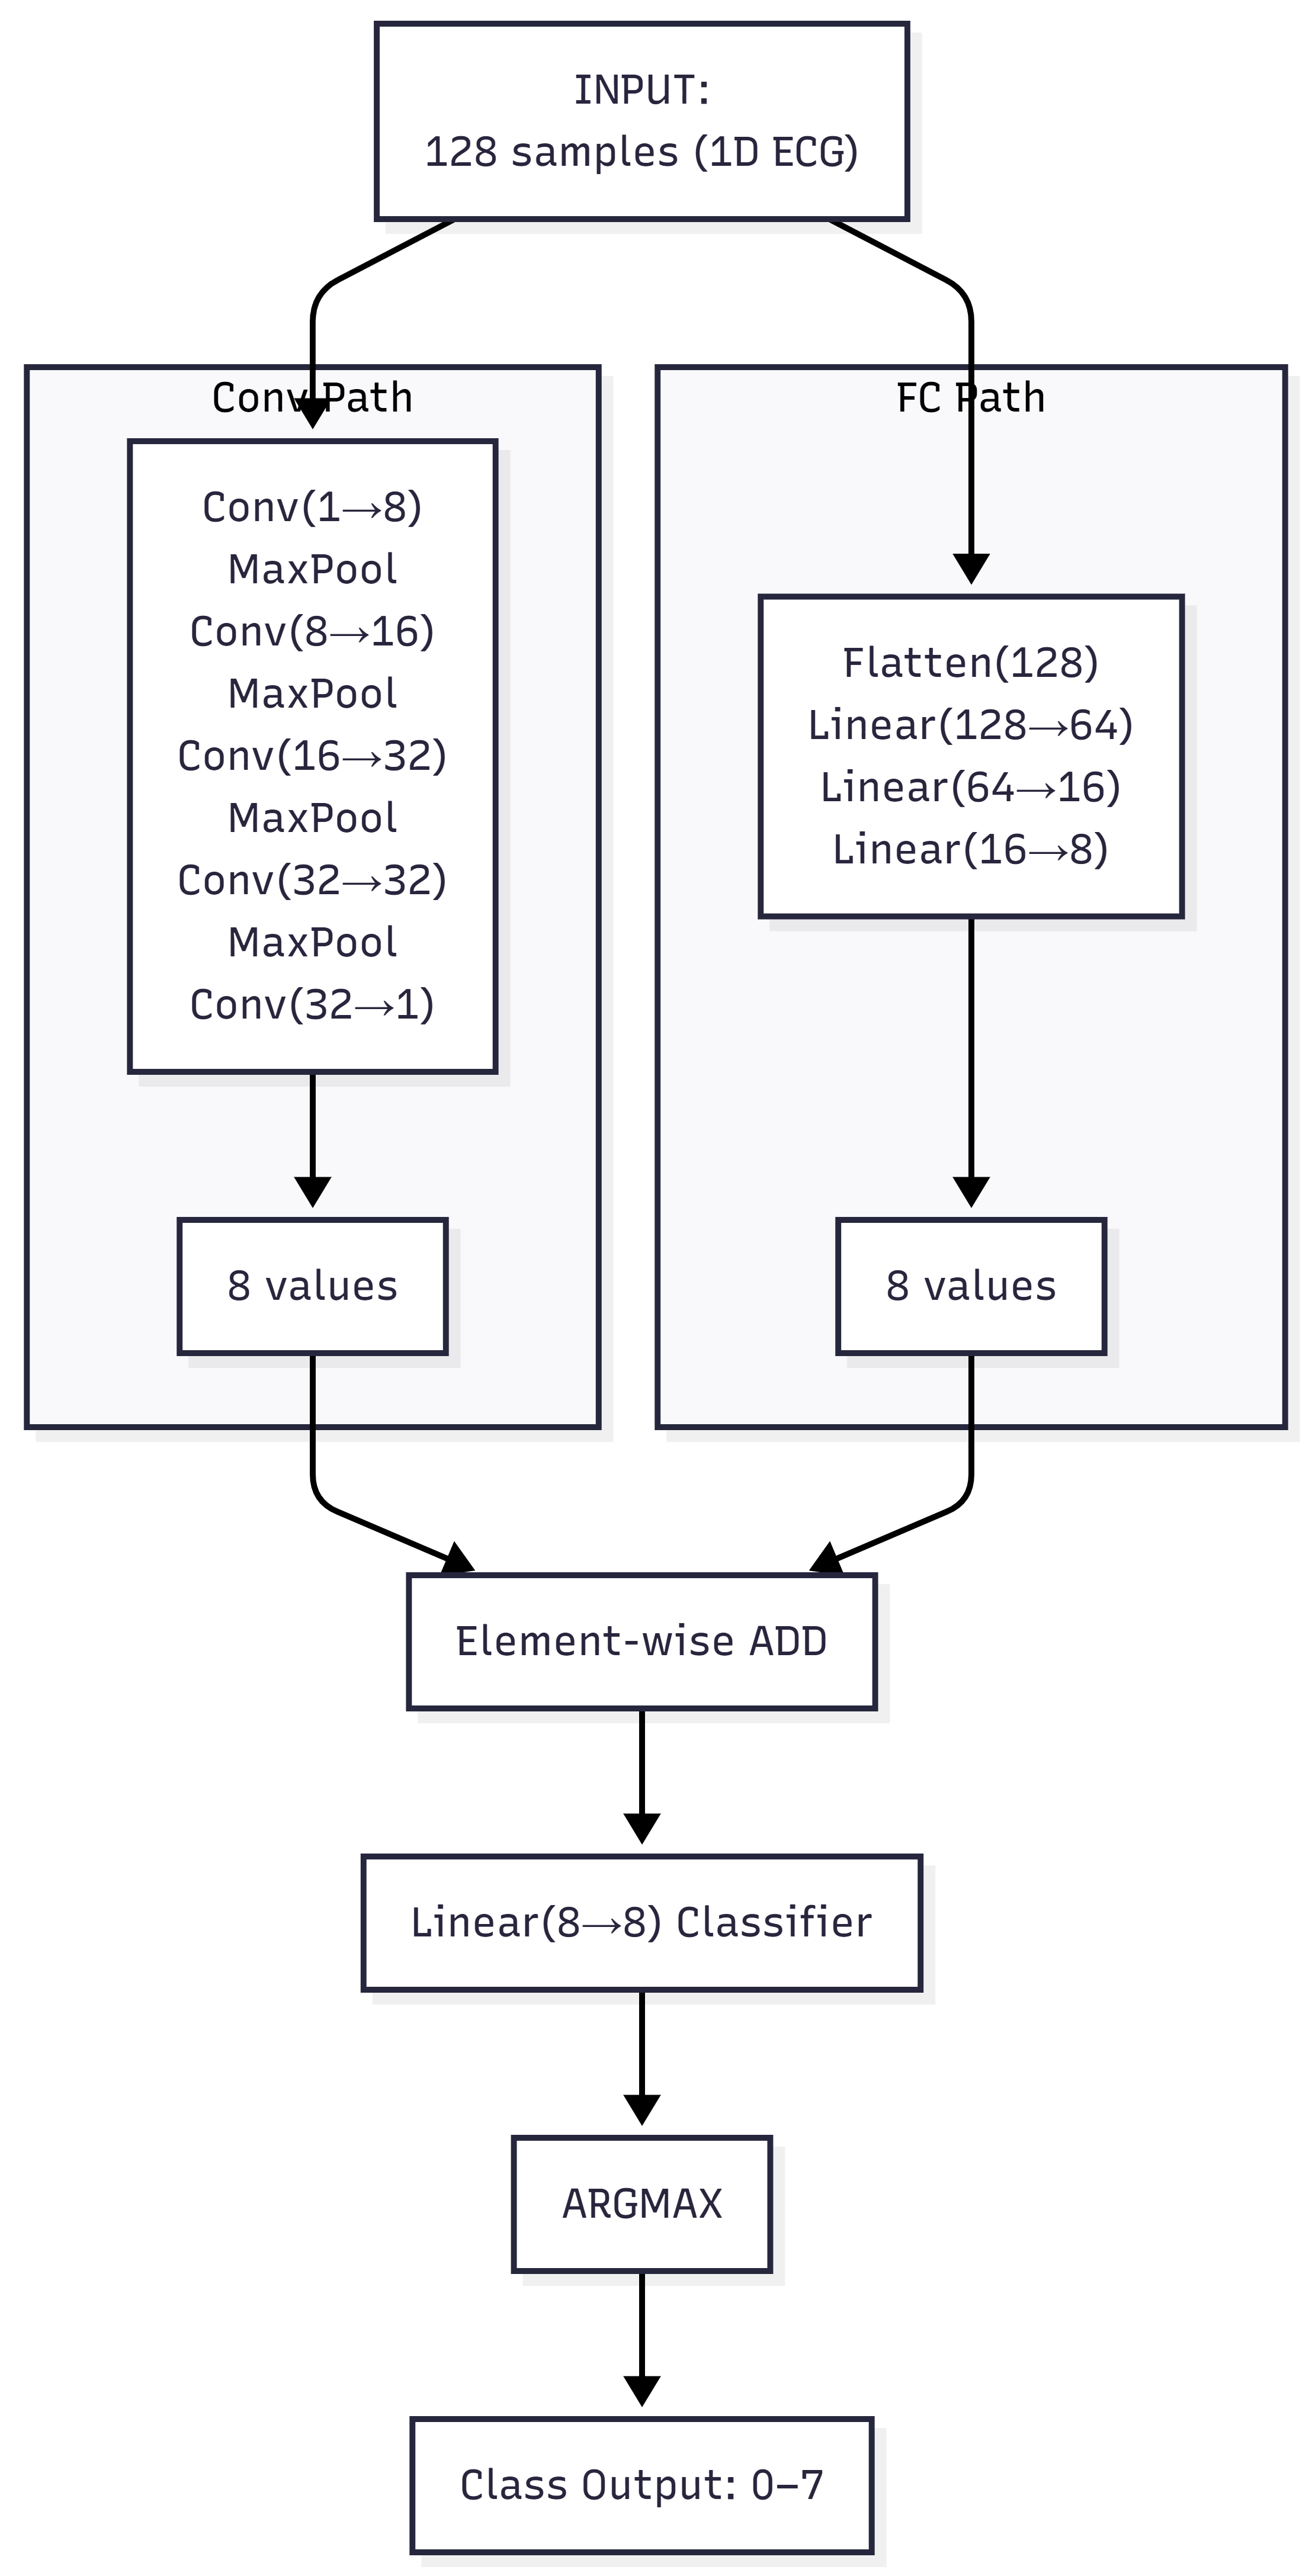 INPUT:
128 samples (1D ECG)
Conv Path
Conv(1→8)
MaxPool
Conv(8→16)
MaxPool
Conv(16→32)
MaxPool
Conv(32→32)
MaxPool
Conv(32→1)
8 values
FC Path
Flatten(128)
Linear(128→64)
Linear(64→16)
Linear(16→8)
8 values
Element-wise ADD
Linear(8→8) Classifier
ARGMAX
Class Output: 0–7